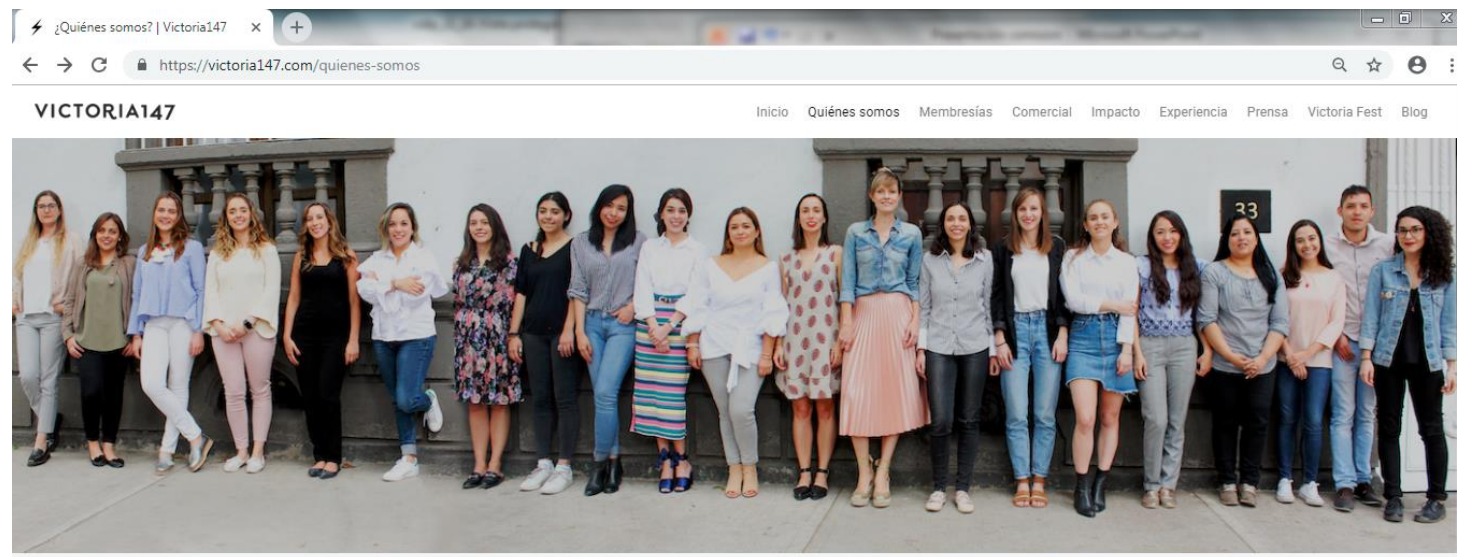 ¿Quiénes somos? | Victoria147
https://victoria147.com/quienes-somos
VICTORIA147
Inicio Quiénes somos Membresías Comercial Impacto Experiencia Prensa Victoria Fest Blog
33